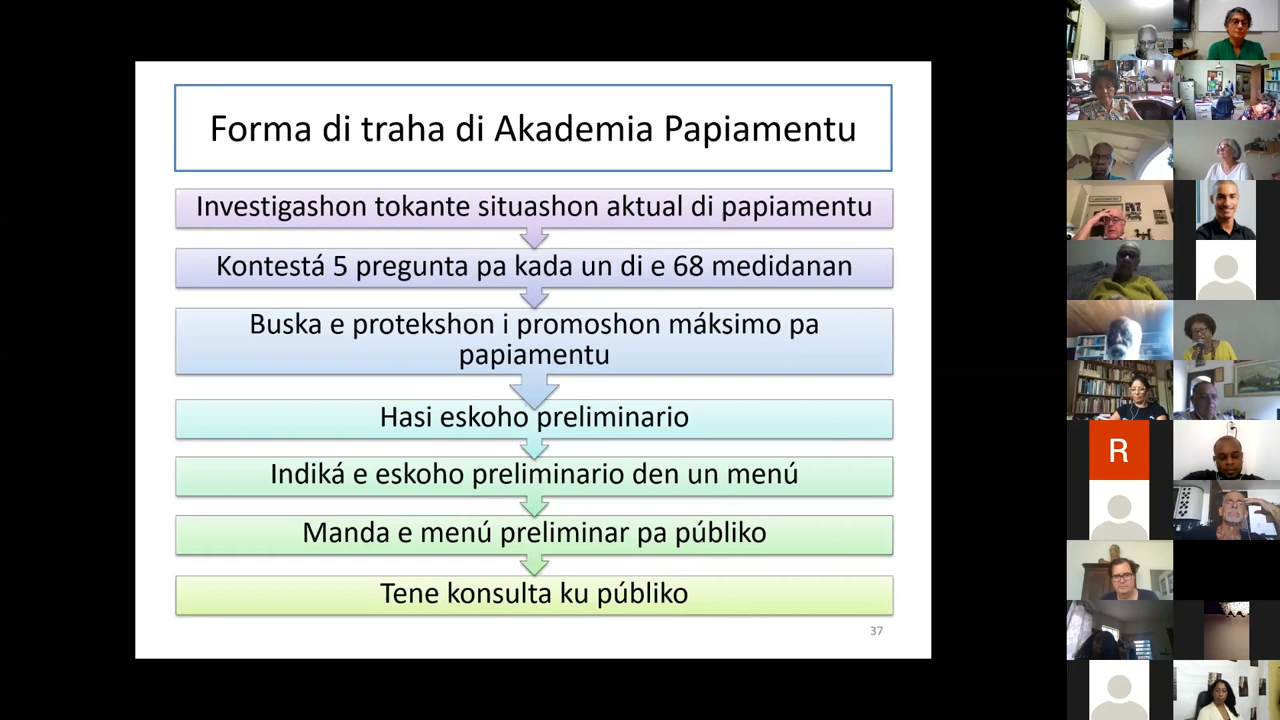 Forma di traha di Akademia Papiamentu
Investigashon tokante situashon aktual di papiamentu
Kontestá 5 pregunta pa kada un di e 68 medidanan
Buska e protekshon i promoshon máksimo pa
papiamentu
Hasi eskoho preliminario
Indiká e eskoho preliminario den un menú
Manda e menú preliminar pa públiko
Tene konsulta ku públiko
37
R